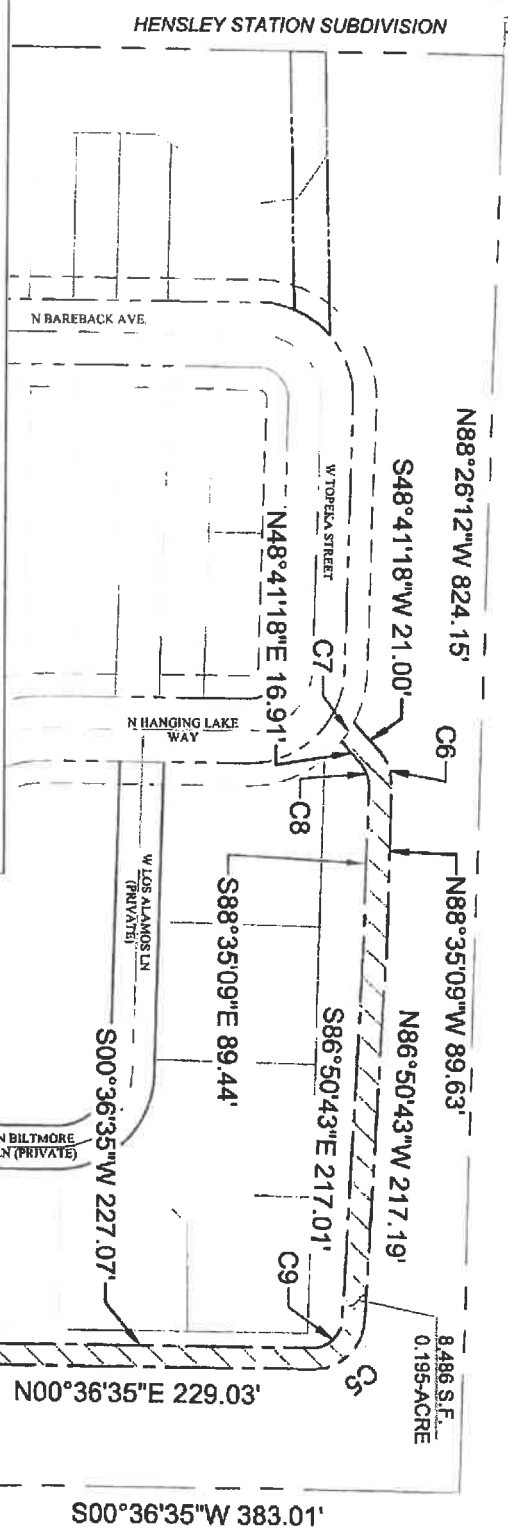 HENSLEY STATION SUBDIVISION
N BAREBACK AVE.
W TOPEKA STREET
N88°26'12"W 824.15'
S48°41'18"W 21.00'
N48°41'18"E 16.91'
C7
C6
C8
N HANGING LAKE
WAY
N88°35'09"W 89.63'
S88°35'09"E 89.44'
W LOS ALAMOS LN
(PRIVATE)
N86°50'43"W 217.19'
S86°50'43"E 217.01'
S00°36'35"W 227.07'
N BILTMORE
LN (PRIVATE)
C9
C5
8,486 S.F.
0.195-ACRE
N00°36'35"E 229.03'
S00°36'35"W 383.01'